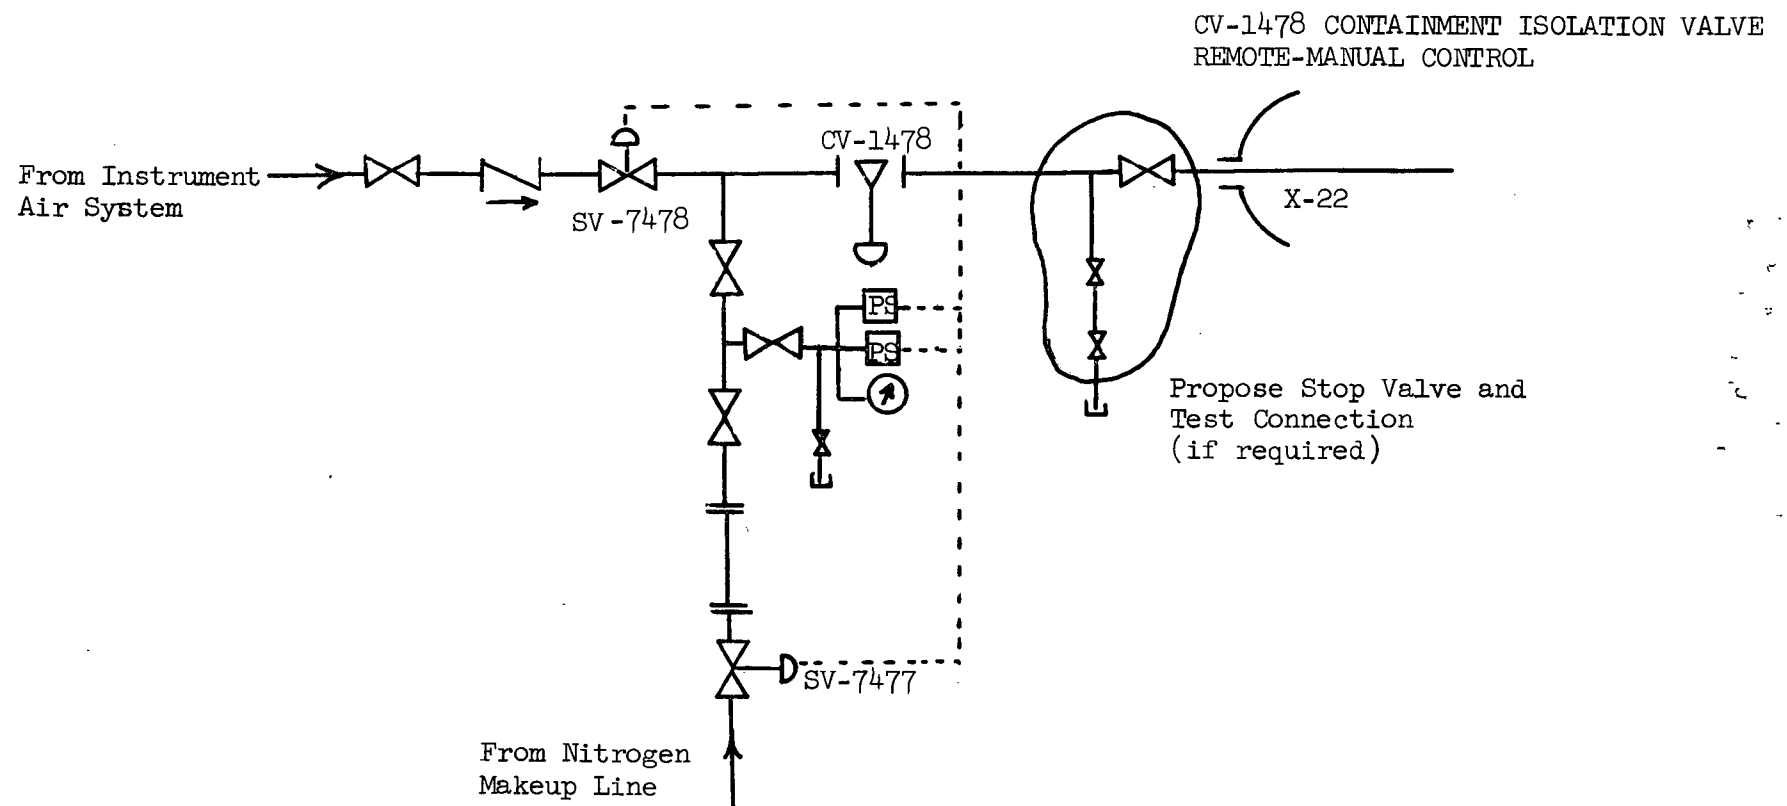 CV-1478 CONTAINMENT ISOLATION VALVE
REMOTE-MANUAL CONTROL
CV-1478
From Instrument
Air System
SV-7478
X-22
PS
PS
Propose Stop Valve and
Test Connection
(if required)
SV-7477
From Nitrogen
Makeup Line